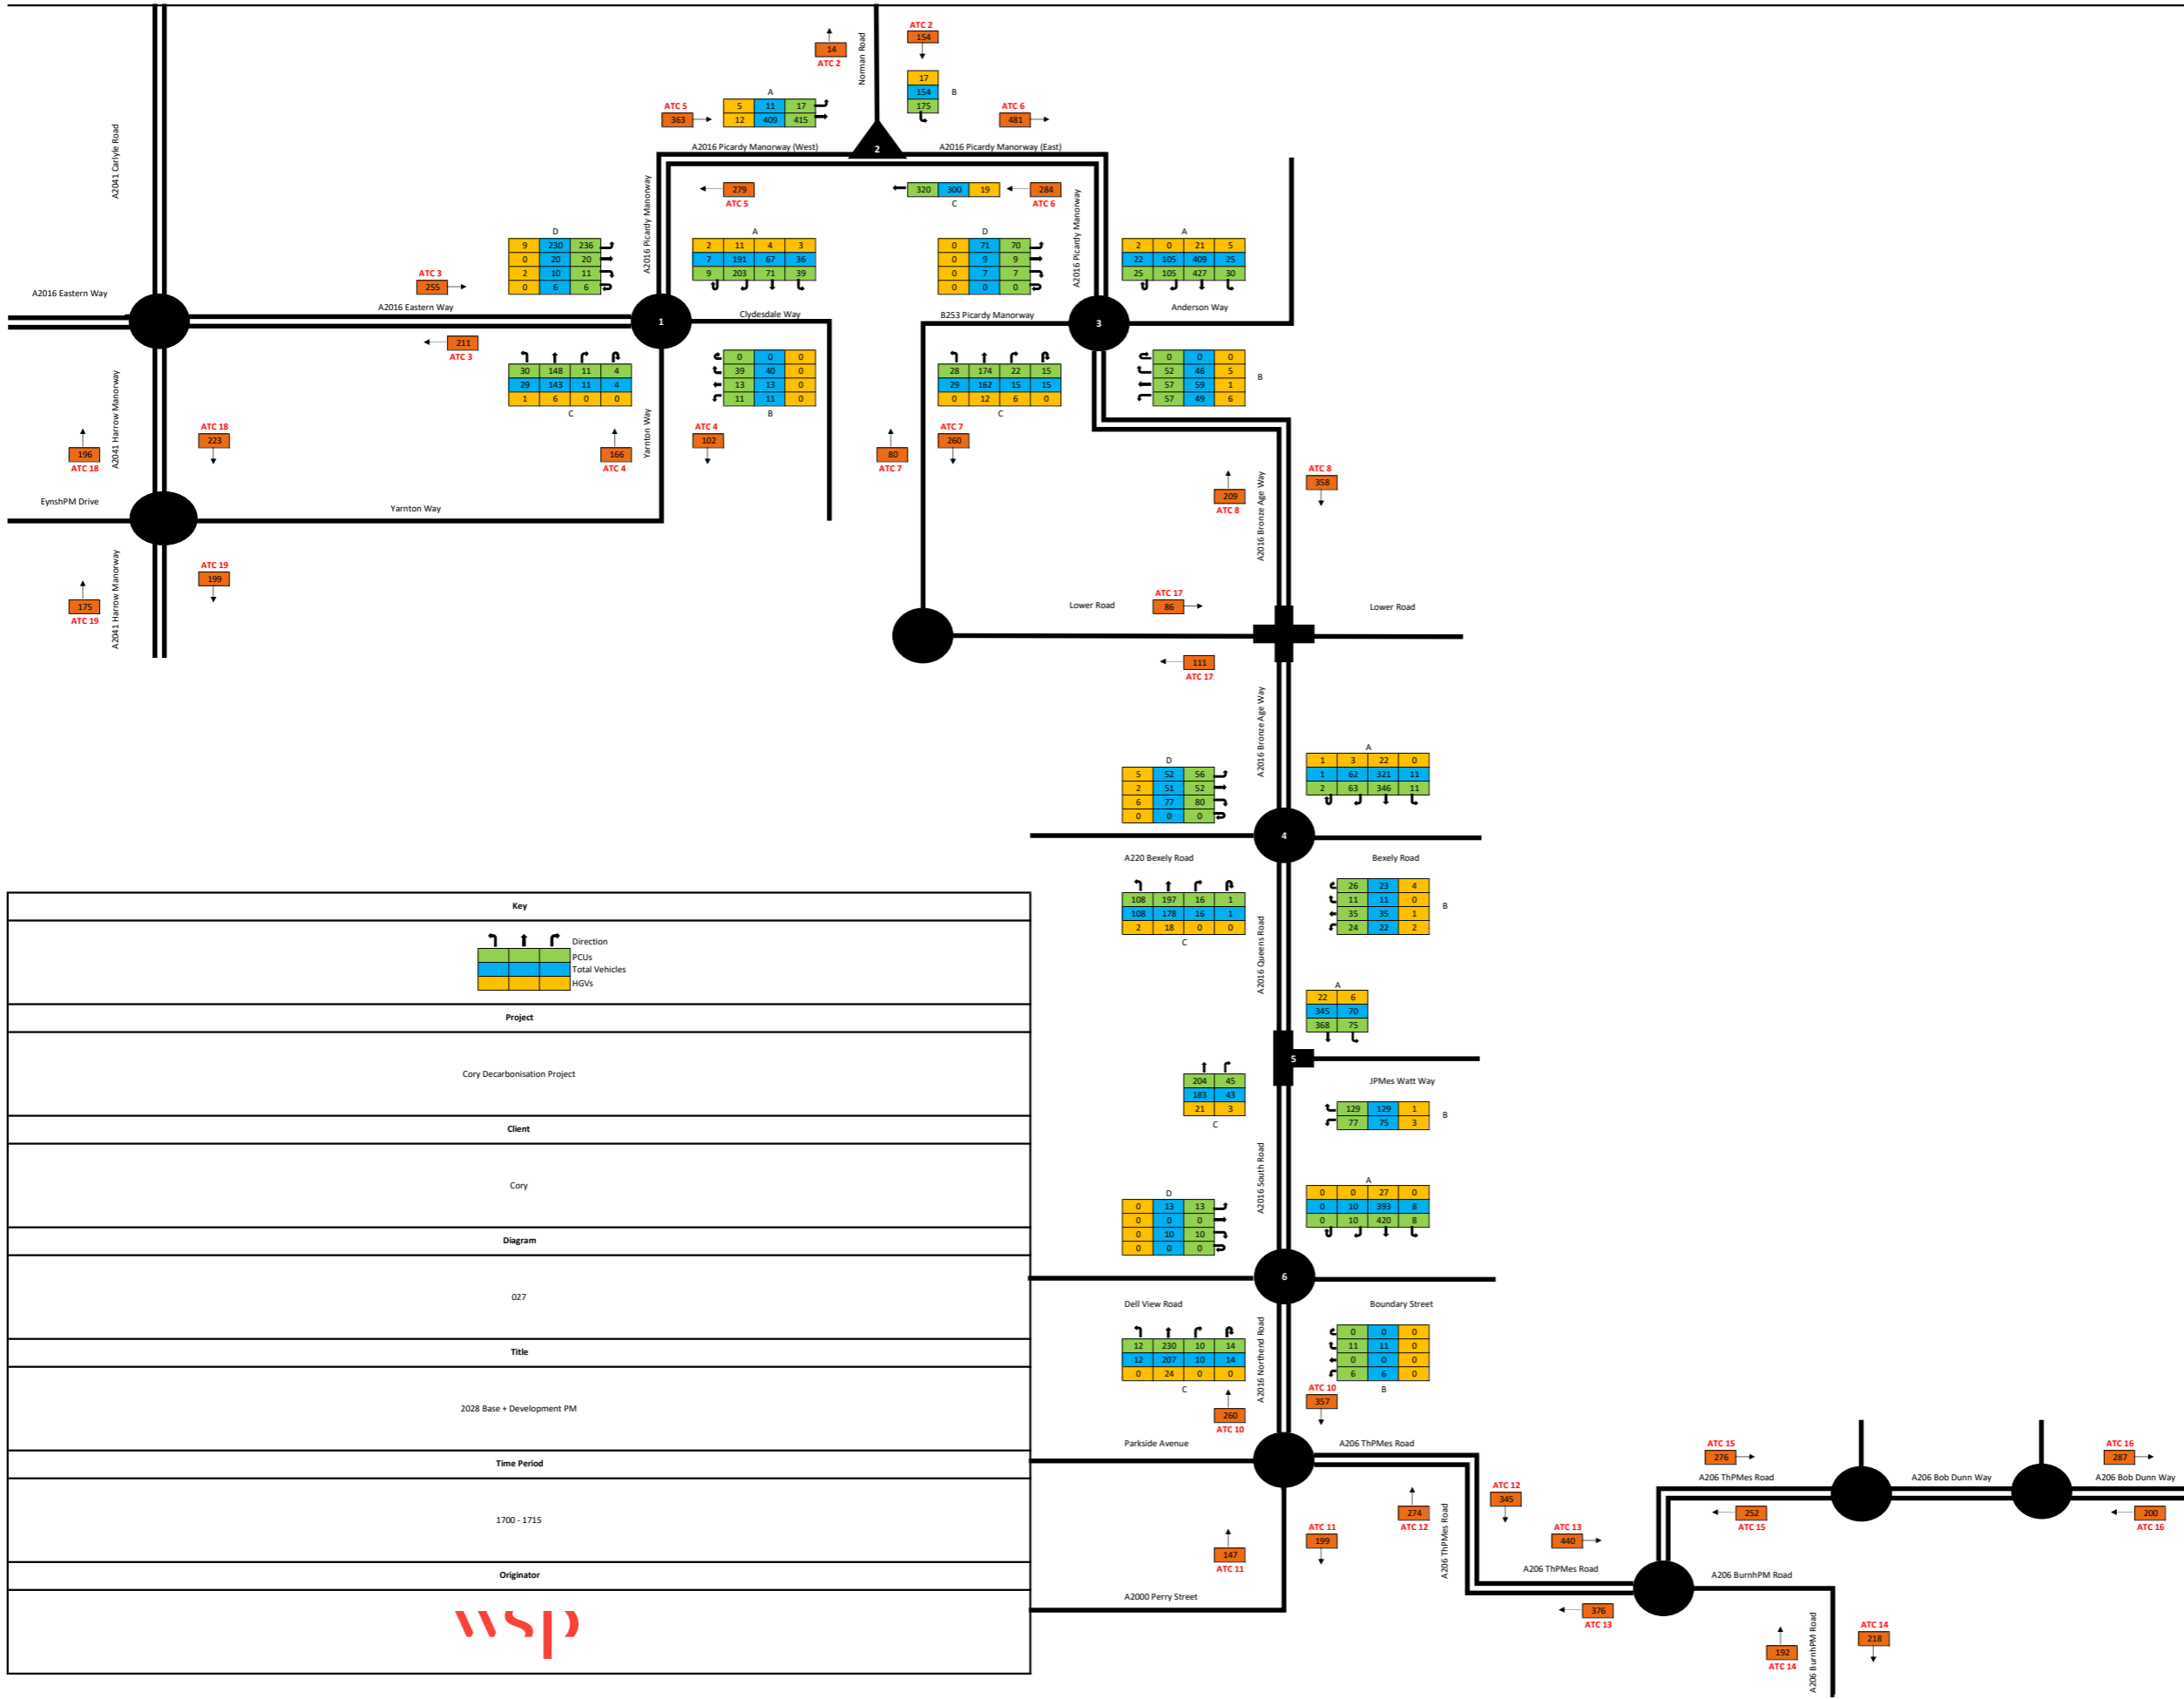 ATC 2
14
ATC 2
Norman Road
154
17
154
B
175
A
5 11 17
12 409 415
ATC 5
363
ATC 6
481
A2016 Picardy Manorway (West)
2
A2016 Picardy Manorway (East)
A2041 Carlyle Road
279
ATC 5
320 300 19
C
284
ATC 6
A2016 Picardy Manorway
A2016 Picardy Manorway
D
9 230 236
0 20 20
2 10 11
0 6 6
A
2 11 4 3
7 191 67 36
9 203 71 39
D
0 71 70
0 9 9
0 7 7
0 0 0
A
2 0 21 5
22 105 409 25
25 105 427 30
ATC 3
255
A2016 Eastern Way
A2016 Eastern Way
1
Clydesdale Way
B253 Picardy Manorway
3
Anderson Way
211
ATC 3
30 148 11 4
29 143 11 4
1 6 0 0
C
0 0 0
39 40 0
13 13 0
11 11 0
B
28 174 22 15
29 162 15 15
0 12 6 0
C
0 0 0
52 46 5
57 59 1
57 49 6
B
A2041 Harrow Manorway
196
ATC 18
ATC 18
223
166
ATC 4
Yarnton Way
ATC 4
102
80
ATC 7
ATC 7
260
209
ATC 8
A2016 Bronze Age Way
ATC 8
358
EynshPM Drive
Yarnton Way
175
ATC 19
A2041 Harrow Manorway
ATC 19
199
Lower Road
ATC 17
86
Lower Road
111
ATC 17
A2016 Bronze Age Way
D
5 52 56
2 51 52
6 77 80
0 0 0
A
1 3 22 0
1 62 321 11
2 63 346 11
4
A220 Bexely Road
Bexely Road
108 197 16 1
108 178 16 1
2 18 0 0
C
26 23 4
11 11 0
35 35 1
24 22 2
B
A2016 Queens Road
A
22 6
345 70
368 75
5
JPMes Watt Way
204 45
183 43
21 3
C
129 129 1
77 75 3
B
A2016 South Road
D
0 13 13
0 0 0
0 10 10
0 0 0
A
0 0 27 0
0 10 393 8
0 10 420 8
6
Dell View Road
Boundary Street
12 230 10 14
12 207 10 14
0 24 0 0
C
0 0 0
11 11 0
0 0 0
6 6 0
B
260
ATC 10
A2016 Northend Road
ATC 10
357
Parkside Avenue
A206 ThPMes Road
147
ATC 11
ATC 11
199
A2000 Perry Street
274
ATC 12
A206 ThPMes Road
ATC 12
345
ATC 13
440
A206 ThPMes Road
376
ATC 13
ATC 15
276
A206 ThPMes Road
252
ATC 15
A206 Bob Dunn Way
ATC 16
287
A206 Bob Dunn Way
200
ATC 16
A206 BurnhPM Road
192
ATC 14
A206 BurnhPM Road
ATC 14
218
Key
Direction
PCUs
Total Vehicles
HGVs
Project
Cory Decarbonisation Project
Client
Cory
Diagram
027
Title
2028 Base + Development PM
Time Period
1700 - 1715
Originator
wsp